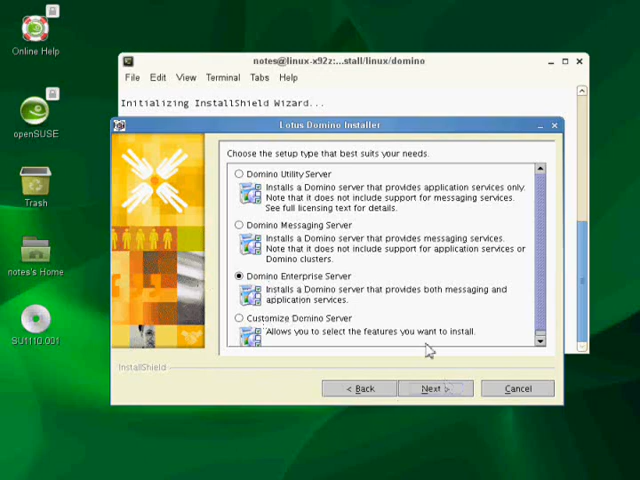 Online Help
openSUSE
Trash
notes's Home
SU1110.001
notes@linux-x92z:...stall/linux/domino
File Edit View Terminal Tabs Help
Initializing InstallShield Wizard...
Lotus Domino Installer
Choose the setup type that best suits your needs.
Domino Utility Server
Installs a Domino server that provides application services only.
Note that it does not include support for messaging services.
See full licensing text for details.
Domino Messaging Server
Installs a Domino server that provides messaging services.
Note that it does not include support for application services or
Domino clusters.
Domino Enterprise Server
Installs a Domino server that provides both messaging and
application services.
Customize Domino Server
Allows you to select the features you want to install.
InstallShield
< Back Next > Cancel